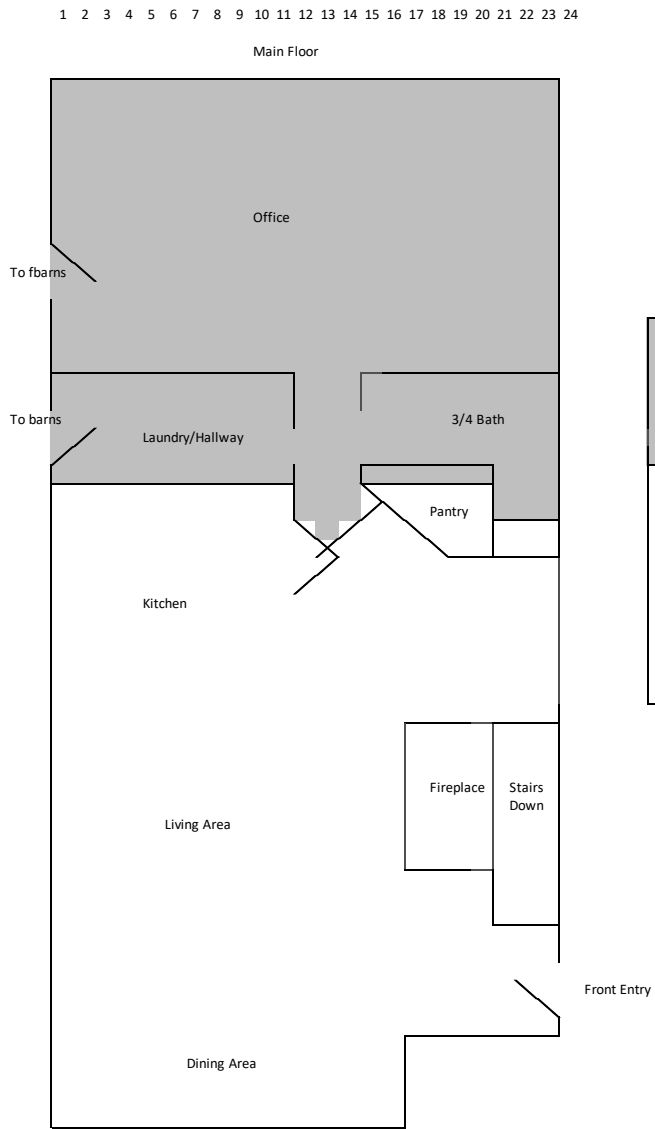 1 2 3 4 5 6 7 8 9 10 11 12 13 14 15 16 17 18 19 20 21 22 23 24
Main Floor
Office
To fbarns
To barns
Laundry/Hallway
3/4 Bath
Pantry
Kitchen
Fireplace
Stairs
Down
Living Area
Front Entry
Dining Area